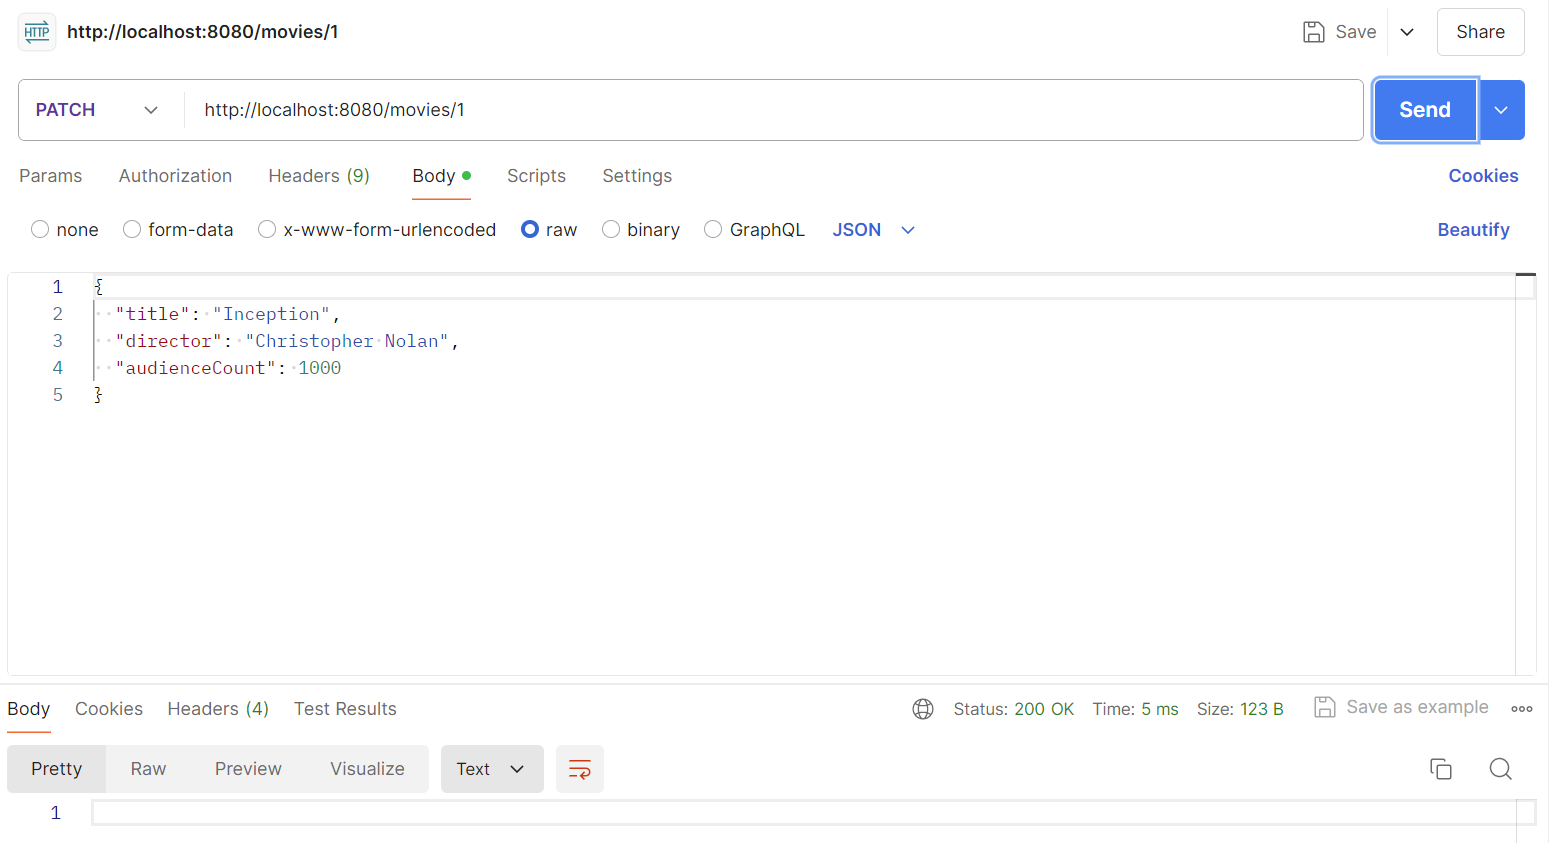 HTTP http://localhost:8080/movies/1 Save Share
PATCH http://localhost:8080/movies/1 Send
Params Authorization Headers (9) Body Scripts Settings Cookies
none form-data x-www-form-urlencoded raw binary GraphQL JSON Beautify
1 {
2 "title": "Inception",
3 "director": "Christopher Nolan",
4 "audienceCount": 1000
5 }
Body Cookies Headers (4) Test Results Status: 200 OK Time: 5 ms Size: 123 B Save as example
Pretty Raw Preview Visualize Text
1